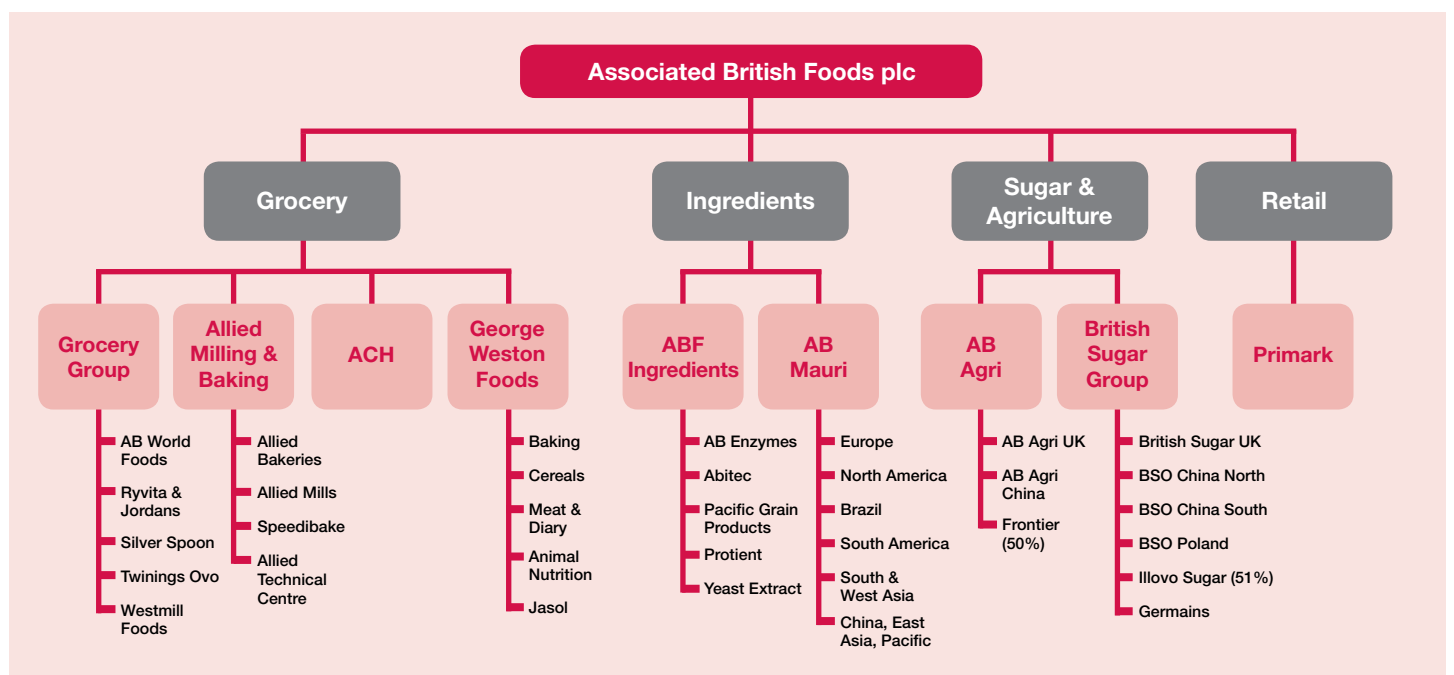 Associated British Foods plc
Grocery
Ingredients
Sugar &
Agriculture
Retail
Grocery
Group
Allied
Milling &
Baking
ACH
George
Weston
Foods
ABF
Ingredients
AB
Mauri
AB
Agri
British
Sugar
Group
Primark
AB World
Foods
Ryvita &
Jordans
Silver Spoon
Twinings Ovo
Westmill
Foods
Allied
Bakeries
Allied Mills
Speedibake
Allied
Technical
Centre
Baking
Cereals
Meat &
Diary
Animal
Nutrition
Jasol
AB Enzymes
Abitec
Pacific Grain
Products
Protient
Yeast Extract
Europe
North America
Brazil
South America
South &
West Asia
China, East
Asia, Pacific
AB Agri UK
AB Agri
China
Frontier
(50%)
British Sugar UK
BSO China North
BSO China South
BSO Poland
Illovo Sugar (51%)
Germains